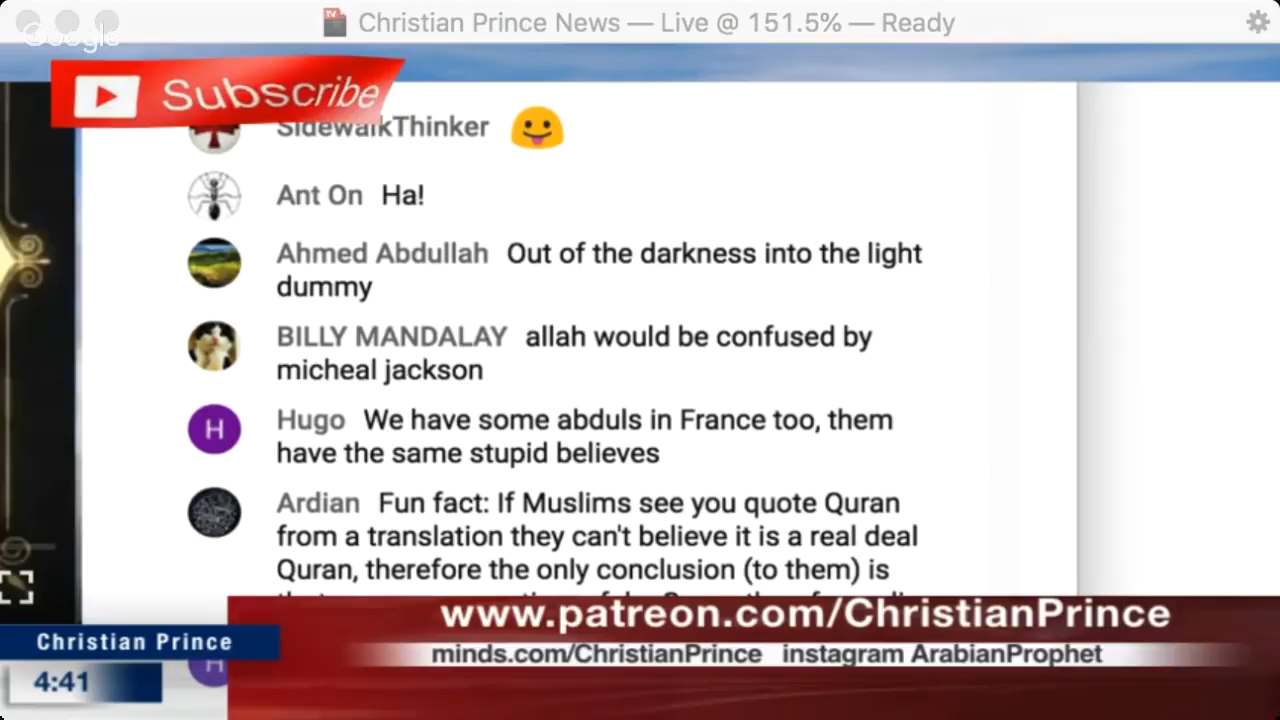 TV
Christian Prince News — Live @ 151.5% — Ready
Google
Subscribe
SidewalkThinker
Ant On Ha!
Ahmed Abdullah Out of the darkness into the light
dummy
BILLY MANDALAY allah would be confused by
micheal jackson
H
Hugo We have some abduls in France too, them
have the same stupid believes
Ardian Fun fact: If Muslims see you quote Quran
from a translation they can't believe it is a real deal
Quran, therefore the only conclusion (to them) is
www.patreon.com/ChristianPrince
Christian Prince
minds.com/ChristianPrince instagram ArabianProphet
H
4:41